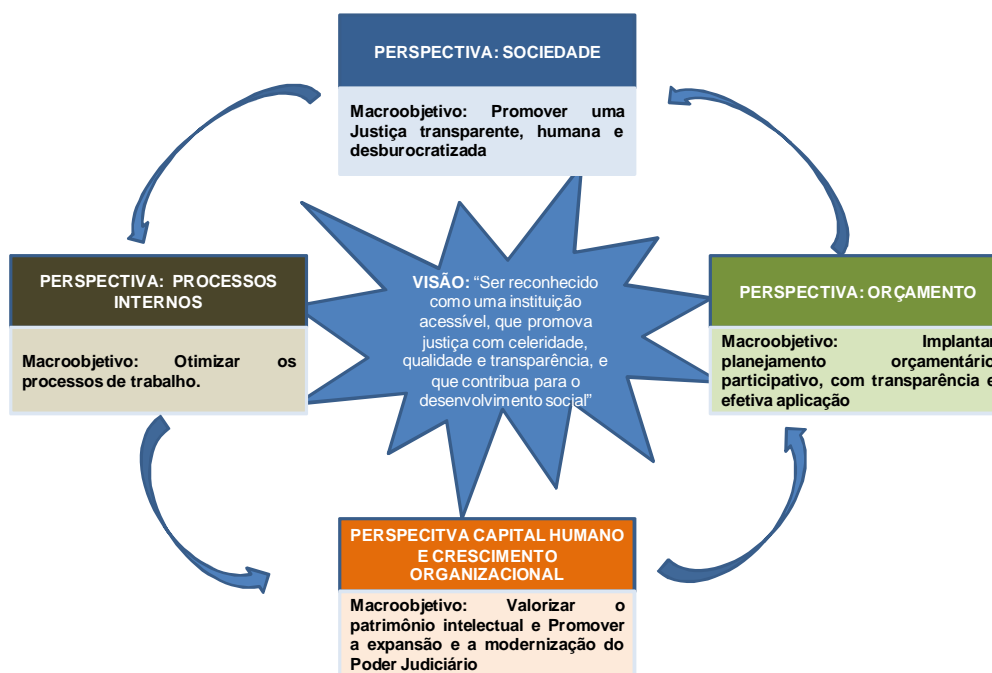 PERSPECTIVA: SOCIEDADE
Macroobjetivo: Promover uma
Justiça transparente, humana e
desburocratizada
PERSPECTIVA: PROCESSOS
INTERNOS
Macroobjetivo: Otimizar os
processos de trabalho.
VISÃO: “Ser reconhecido
como uma instituição
acessível, que promova
justiça com celeridade,
qualidade e transparência, e
que contribua para o
desenvolvimento social”
PERSPECTIVA: ORÇAMENTO
Macroobjetivo: Implantar
planejamento orçamentário
participativo, com transparência e
efetiva aplicação
PERSPECITVA CAPITAL HUMANO
E CRESCIMENTO
ORGANIZACIONAL
Macroobjetivo: Valorizar o
patrimônio intelectual e Promover
a expansão e a modernização do
Poder Judiciário